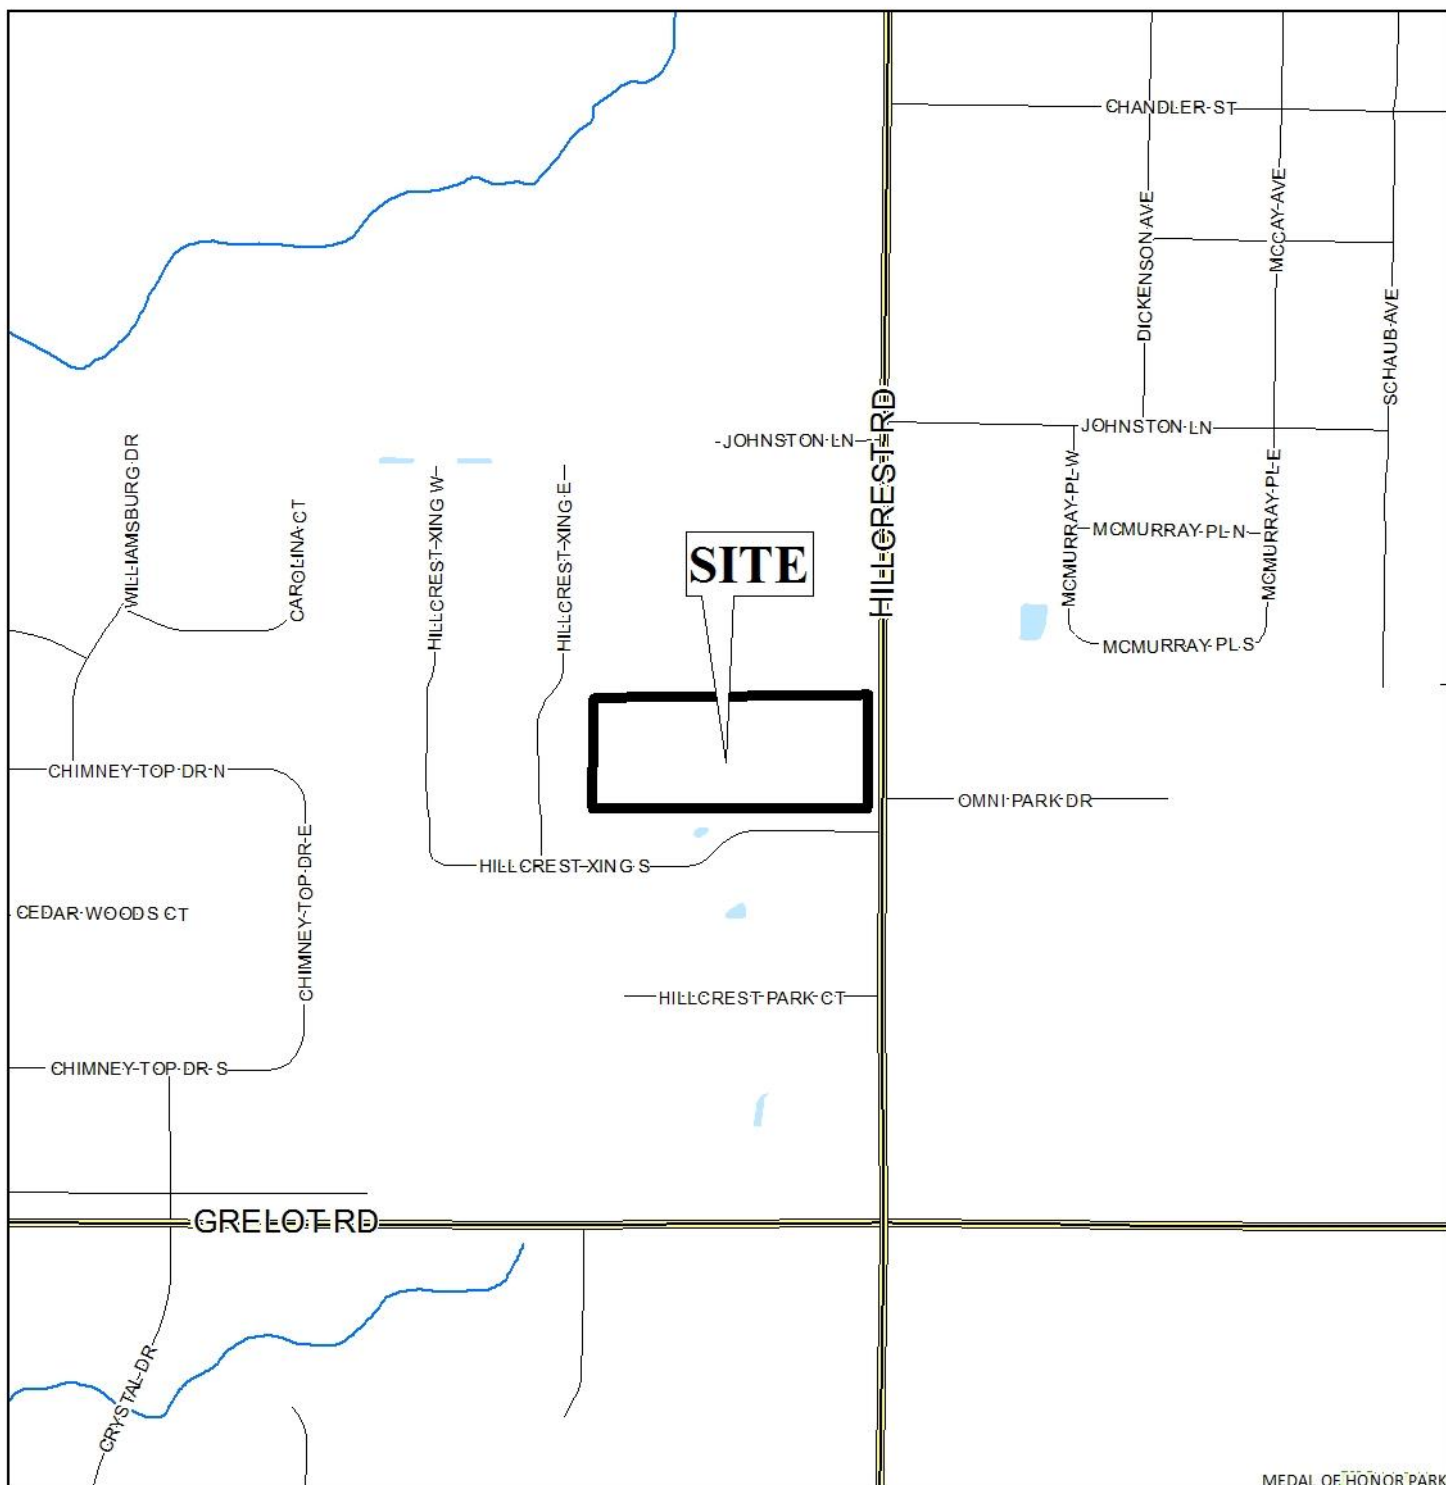 CHANDLER ST
DICKENSON AVE
MCCAY AVE
SCHAUB AVE
HILLCREST RD
JOHNSTON LN
JOHNSTON LN
WILLIAMSBURG DR
CAROLINA CT
HILLCREST XING W
HILLCREST XING E
SITE
MCMURRAY PL W
MCMURRAY PL N
MCMURRAY PL E
MCMURRAY PL S
CHIMNEY TOP DR N
OMNI PARK DR
HILLCREST XING S
CHIMNEY TOP DR E
CEDAR WOODS CT
HILLCREST PARK CT
CHIMNEY TOP DR S
GRELOT RD
CRYSTAL DR
MEDAL OF HONOR PARK